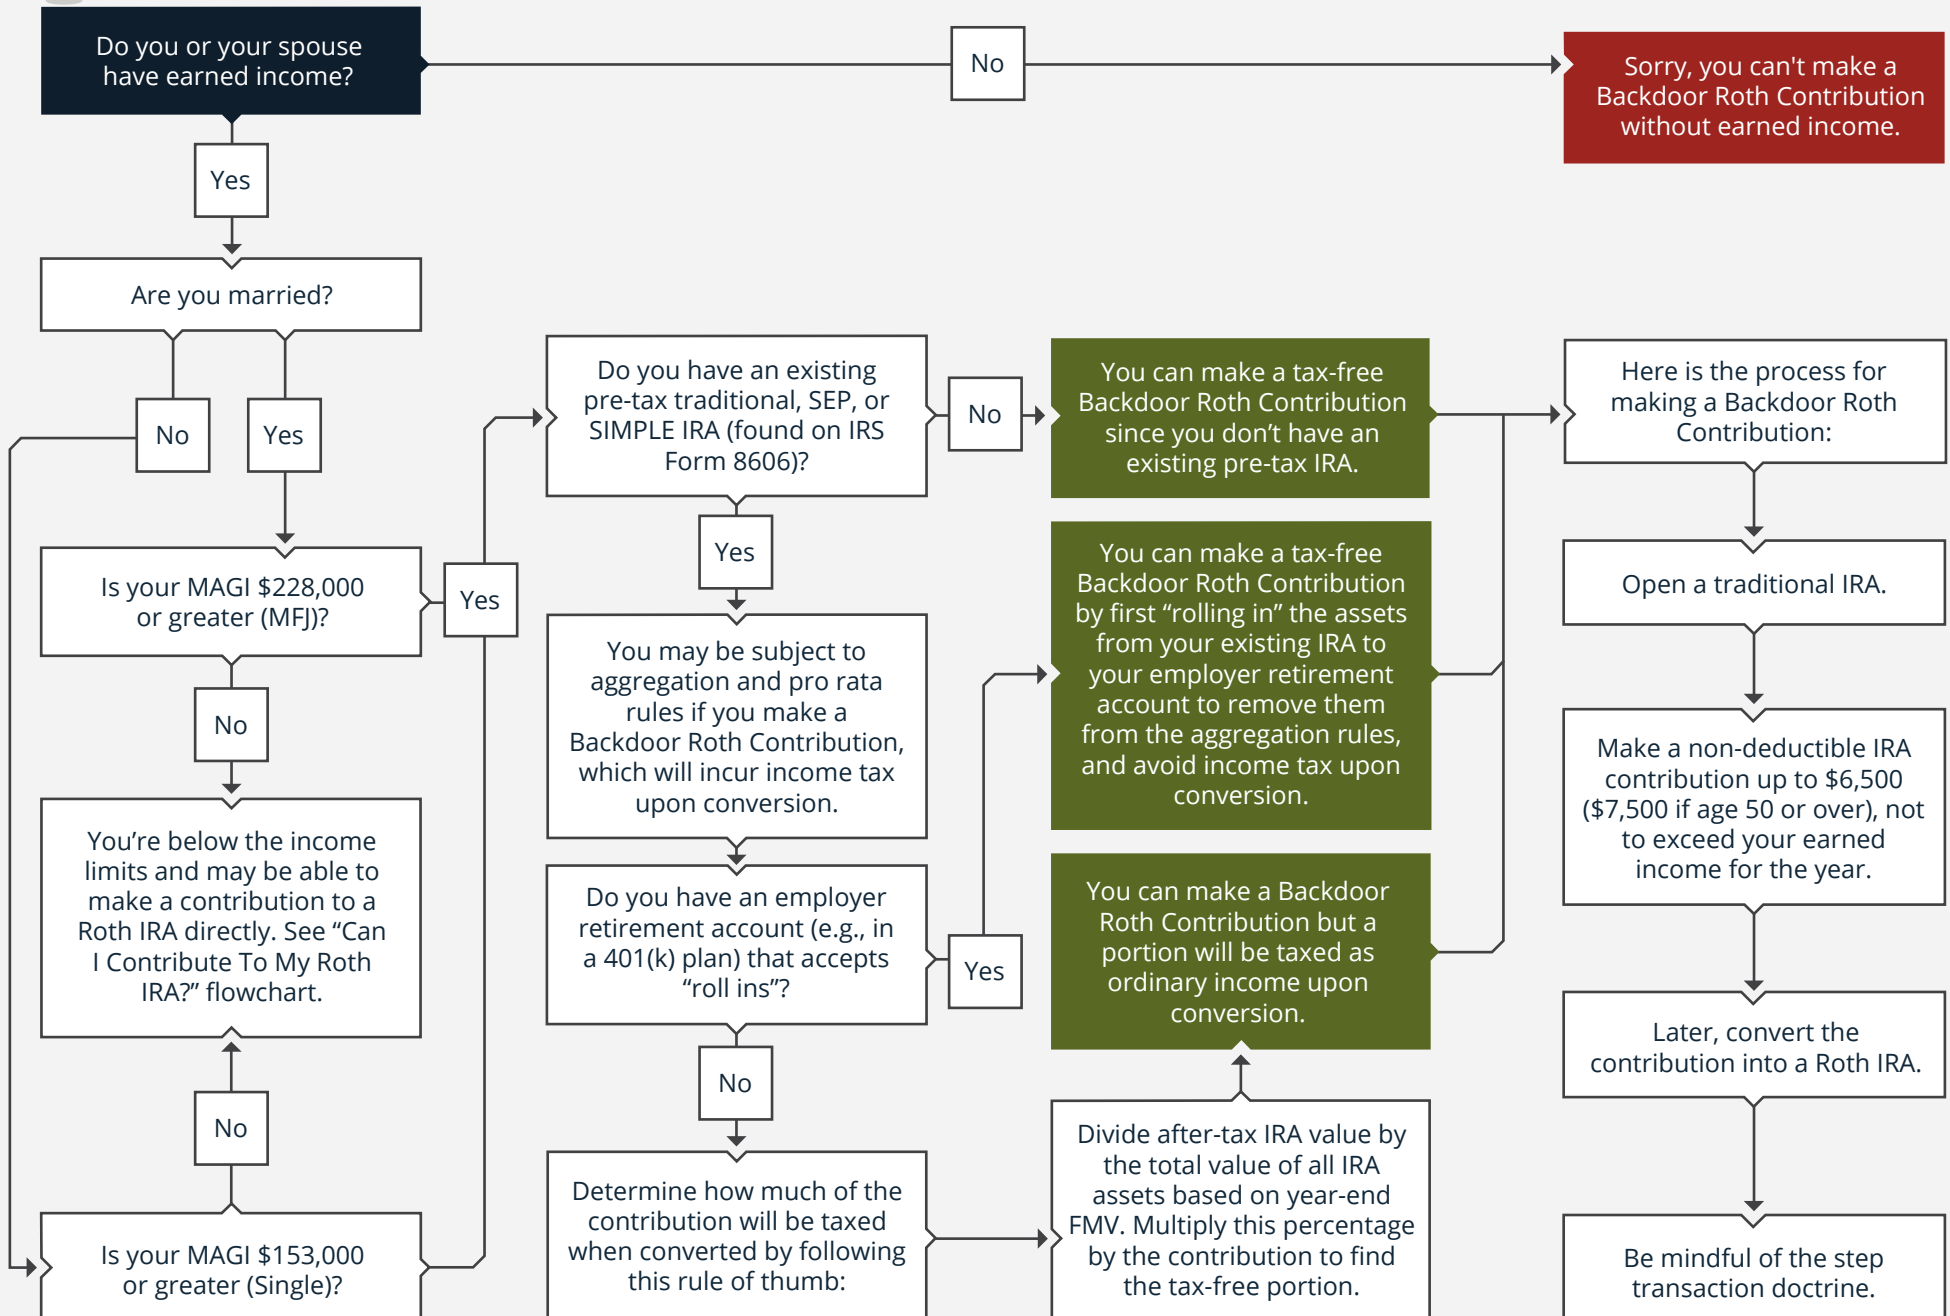 Do you or your spouse
have earned income?
No
Sorry, you can't make a
Backdoor Roth Contribution
without earned income.
Yes
Are you married?
No
Yes
Is your MAGI $228,000
or greater (MFJ)?
Yes
No
You’re below the income
limits and may be able to
make a contribution to a
Roth IRA directly. See “Can
I Contribute To My Roth
IRA?” flowchart.
No
Is your MAGI $153,000
or greater (Single)?
Do you have an existing
pre-tax traditional, SEP, or
SIMPLE IRA (found on IRS
Form 8606)?
No
Yes
You may be subject to
aggregation and pro rata
rules if you make a
Backdoor Roth Contribution,
which will incur income tax
upon conversion.
Do you have an employer
retirement account (e.g., in
a 401(k) plan) that accepts
“roll ins”?
Yes
No
Determine how much of the
contribution will be taxed
when converted by following
this rule of thumb:
You can make a tax-free
Backdoor Roth Contribution
since you don’t have an
existing pre-tax IRA.
You can make a tax-free
Backdoor Roth Contribution
by first “rolling in” the assets
from your existing IRA to
your employer retirement
account to remove them
from the aggregation rules,
and avoid income tax upon
conversion.
You can make a Backdoor
Roth Contribution but a
portion will be taxed as
ordinary income upon
conversion.
Divide after-tax IRA value by
the total value of all IRA
assets based on year-end
FMV. Multiply this percentage
by the contribution to find
the tax-free portion.
Here is the process for
making a Backdoor Roth
Contribution:
Open a traditional IRA.
Make a non-deductible IRA
contribution up to $6,500
($7,500 if age 50 or over), not
to exceed your earned
income for the year.
Later, convert the
contribution into a Roth IRA.
Be mindful of the step
transaction doctrine.